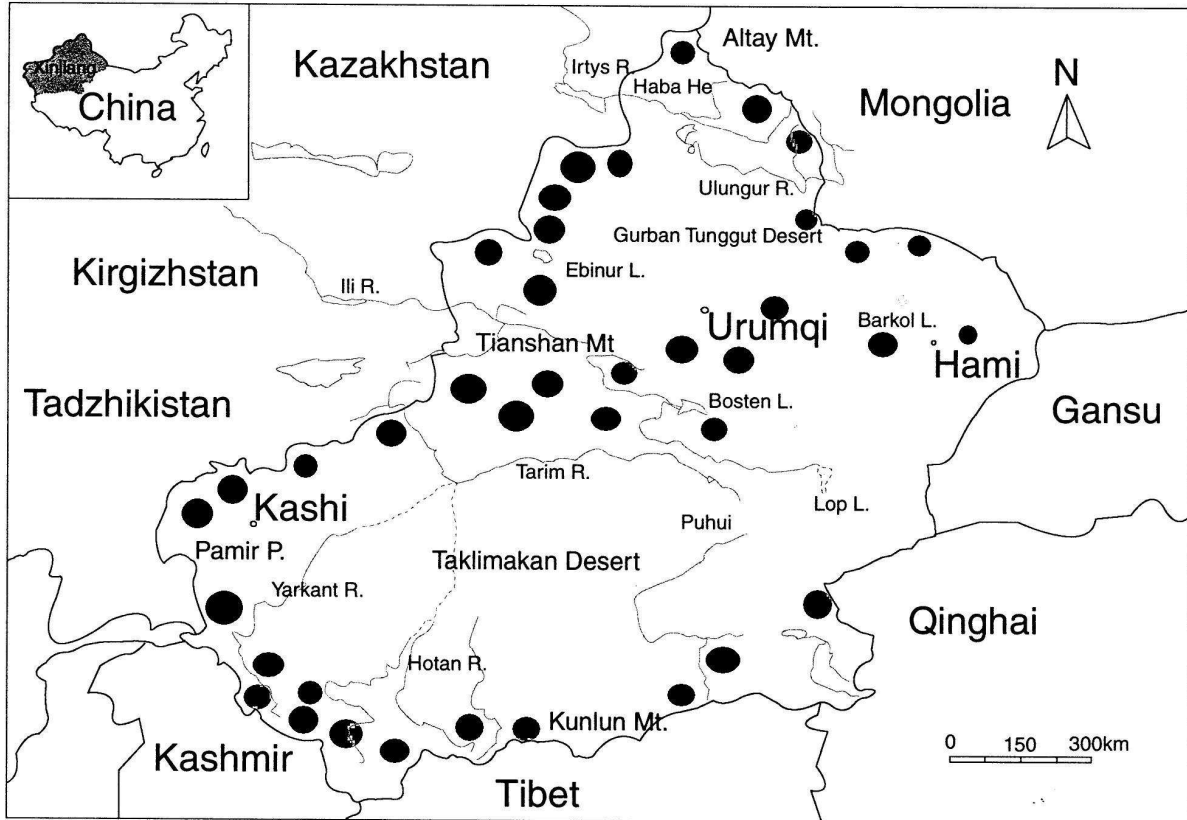 Xinjiang
China
Kazakhstan
Altay Mt.
Irtys R.
Haba He
Mongolia
N
Ulungur R.
Gurban Tunggut Desert
Kirgizhstan
Ebinur L.
Ili R.
Urumqi
Barkol L.
Tianshan Mt
Hami
Tadzhikistan
Bosten L.
Gansu
Tarim R.
Kashi
Lop L.
Puhui
Pamir P.
Taklimakan Desert
Yarkant R.
Qinghai
Hotan R.
Kunlun Mt.
Kashmir
0 150 300km
Tibet